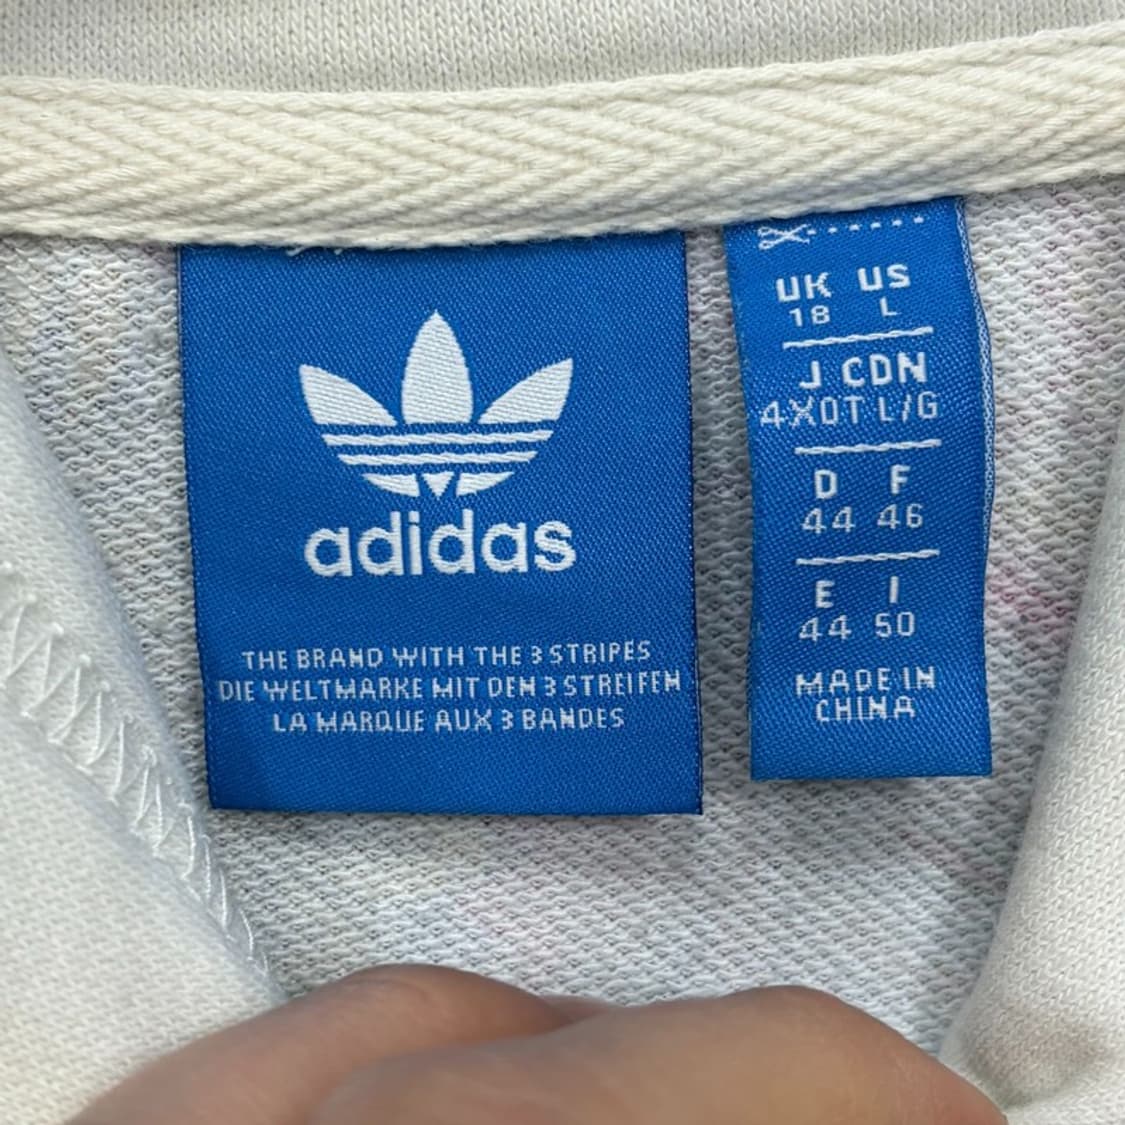 adidas
THE BRAND WITH THE 3 STRIPES
DIE WELTMARKE MIT DEN 3 STREIFEN
LA MARQUE AUX 3 BANDES
UK US
18 L
J CDN
4XOT L/G
D F
44 46
E I
44 50
MADE IN
CHINA